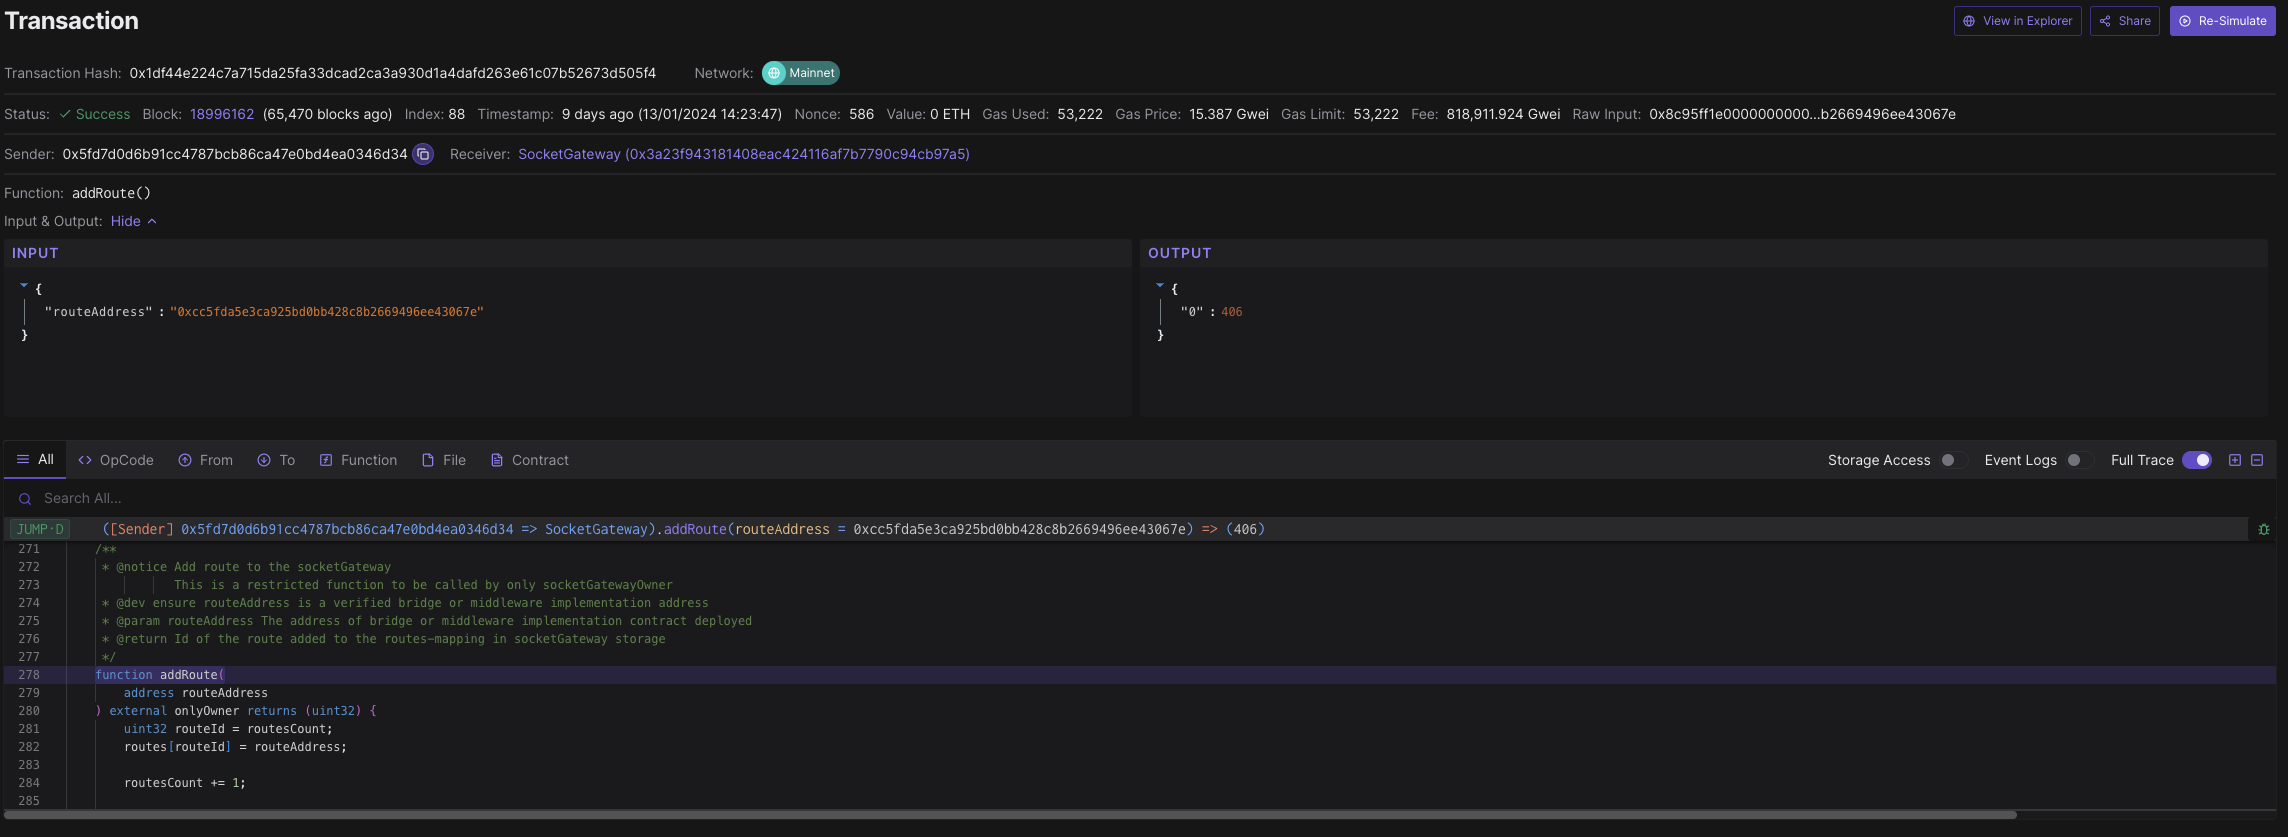 Transaction
View in Explorer
Share
Re-Simulate
Transaction Hash: 0x1df44e224c7a715da25fa33dcad2ca3a930d1a4dafd263e61c07b52673d505f4 Network: Mainnet
Status: Success Block: 18996162 (65,470 blocks ago) Index: 88 Timestamp: 9 days ago (13/01/2024 14:23:47) Nonce: 586 Value: 0 ETH Gas Used: 53,222 Gas Price: 15.387 Gwei Gas Limit: 53,222 Fee: 818,911.924 Gwei Raw Input: 0x8c95ff1e0000000000...b2669496ee43067e
Sender: 0x5fd7d0d6b91cc4787bcb86ca47e0bd4ea0346d34 Receiver: SocketGateway (0x3a23f943181408eac424116af7b7790c94cb97a5)
Function: addRoute()
Input & Output: Hide
INPUT
{
"routeAddress" : "0xcc5fda5e3ca925bd0bb428c8b2669496ee43067e"
}
OUTPUT
{
"0" : 406
}
All OpCode From To Function File Contract Storage Access Event Logs Full Trace
Search All...
JUMP·D ([Sender] 0x5fd7d0d6b91cc4787bcb86ca47e0bd4ea0346d34 => SocketGateway).addRoute(routeAddress = 0xcc5fda5e3ca925bd0bb428c8b2669496ee43067e) => (406)
271 /**
272 * @notice Add route to the socketGateway
273 This is a restricted function to be called by only socketGatewayOwner
274 * @dev ensure routeAddress is a verified bridge or middleware implementation address
275 * @param routeAddress The address of bridge or middleware implementation contract deployed
276 * @return Id of the route added to the routes-mapping in socketGateway storage
277 */
278 function addRoute(
279 address routeAddress
280 ) external onlyOwner returns (uint32) {
281 uint32 routeId = routesCount;
282 routes[routeId] = routeAddress;
283
284 routesCount += 1;
285